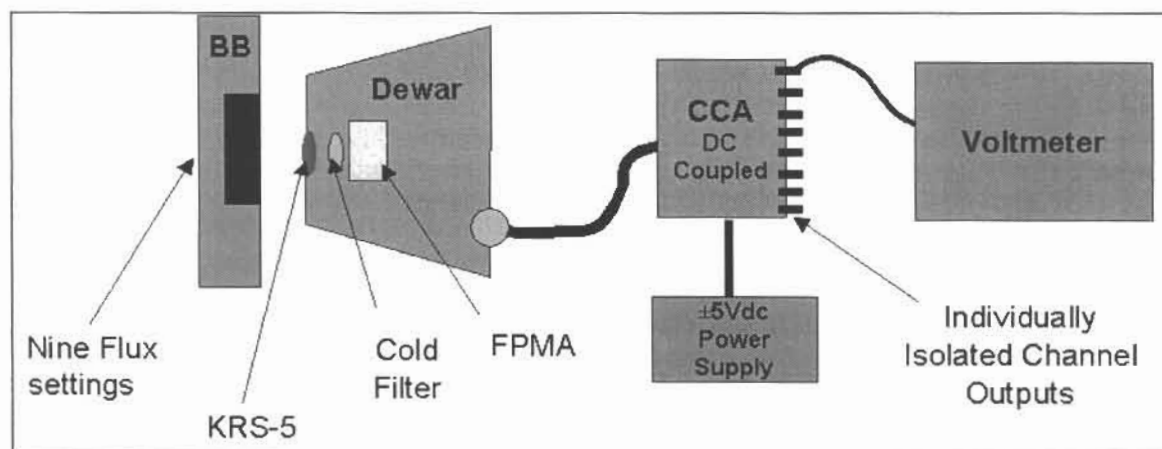 BB
Dewar
CCA
DC
Coupled
Voltmeter
±5Vdc
Power
Supply
Nine Flux
settings
KRS-5
Cold
Filter
FPMA
Individually
Isolated Channel
Outputs